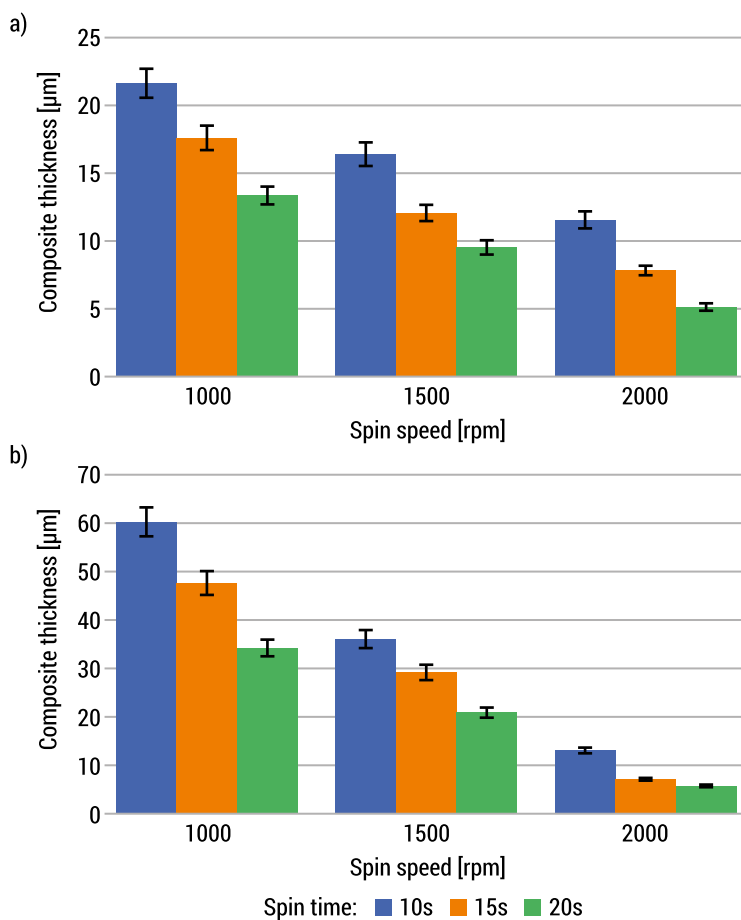 a)
Composite thickness [µm]
25
20
15
10
5
0
1000 1500 2000
Spin speed [rpm]
b)
Composite thickness [µm]
70
60
50
40
30
20
10
0
1000 1500 2000
Spin speed [rpm]
Spin time: 10s 15s 20s